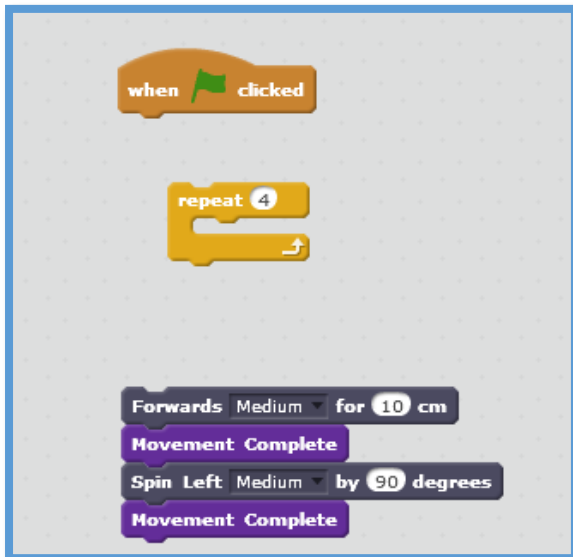 when clicked
repeat 4
Forwards Medium for 10 cm
Movement Complete
Spin Left Medium by 90 degrees
Movement Complete